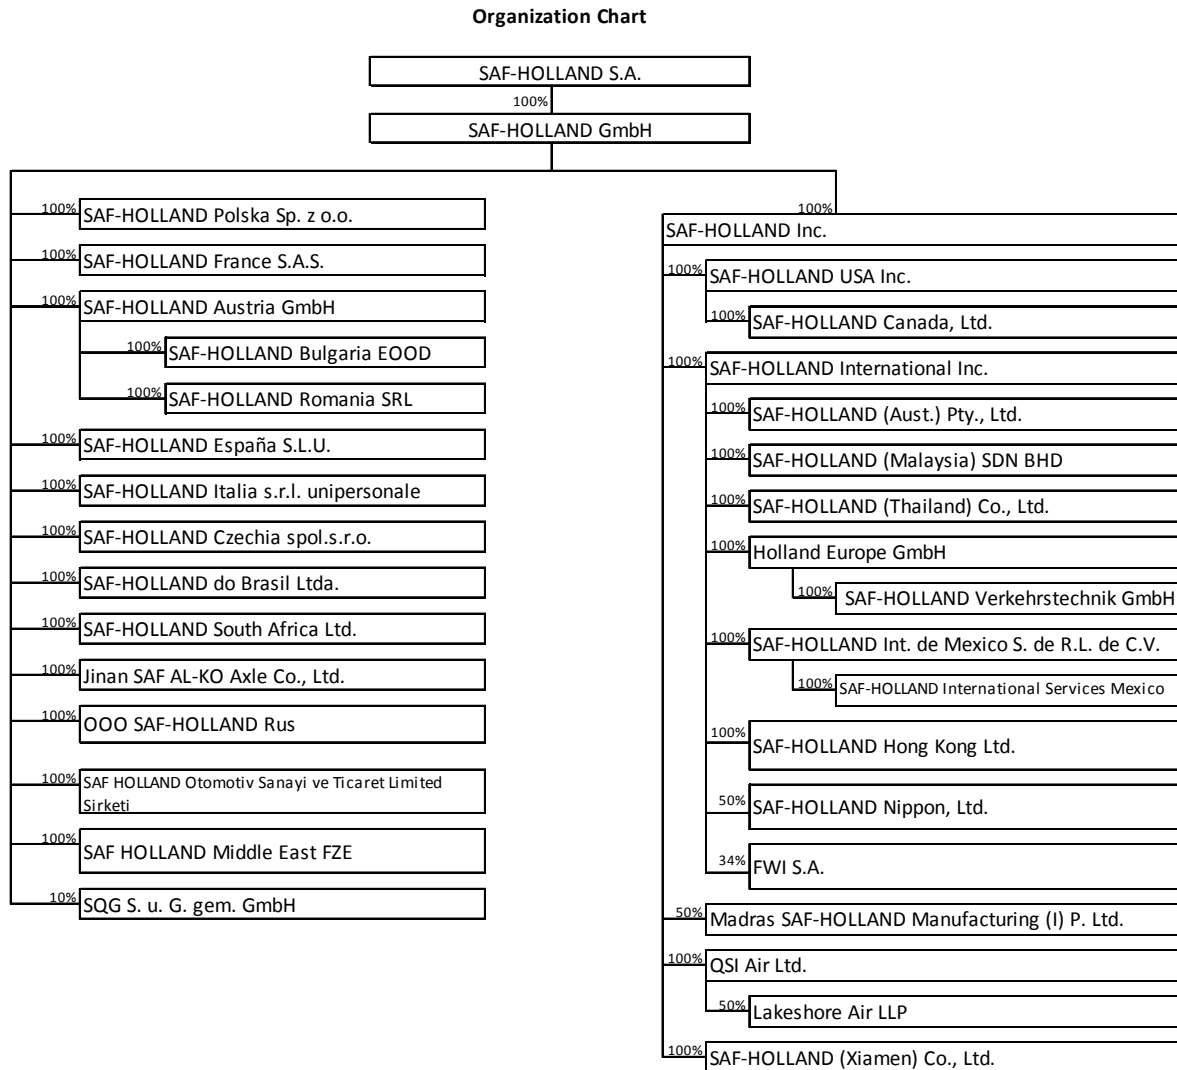 Organization Chart
SAF-HOLLAND S.A.
100%
SAF-HOLLAND GmbH
100%
SAF-HOLLAND Polska Sp. z o.o.
100%
SAF-HOLLAND France S.A.S.
100%
SAF-HOLLAND Austria GmbH
100%
SAF-HOLLAND Bulgaria EOOD
100%
SAF-HOLLAND Romania SRL
100%
SAF-HOLLAND España S.L.U.
100%
SAF-HOLLAND Italia s.r.l. unipersonale
100%
SAF-HOLLAND Czechia spol.s.r.o.
100%
SAF-HOLLAND do Brasil Ltda.
100%
SAF-HOLLAND South Africa Ltd.
100%
Jinan SAF AL-KO Axle Co., Ltd.
100%
OOO SAF-HOLLAND Rus
100%
SAF HOLLAND Otomotiv Sanayi ve Ticaret Limited
Sirketi
100%
SAF HOLLAND Middle East FZE
10%
SQG S. u. G. gem. GmbH
100%
SAF-HOLLAND Inc.
100%
SAF-HOLLAND USA Inc.
100%
SAF-HOLLAND Canada, Ltd.
100%
SAF-HOLLAND International Inc.
100%
SAF-HOLLAND (Aust.) Pty., Ltd.
100%
SAF-HOLLAND (Malaysia) SDN BHD
100%
SAF-HOLLAND (Thailand) Co., Ltd.
100%
Holland Europe GmbH
100%
SAF-HOLLAND Verkehrstechnik GmbH
100%
SAF-HOLLAND Int. de Mexico S. de R.L. de C.V.
100%
SAF-HOLLAND International Services Mexico
100%
SAF-HOLLAND Hong Kong Ltd.
50%
SAF-HOLLAND Nippon, Ltd.
34%
FWI S.A.
50%
Madras SAF-HOLLAND Manufacturing (I) P. Ltd.
100%
QSI Air Ltd.
50%
Lakeshore Air LLP
100%
SAF-HOLLAND (Xiamen) Co., Ltd.